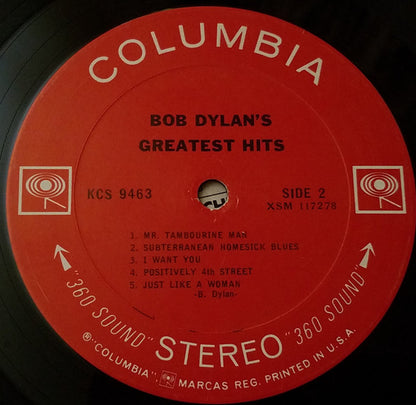 COLUMBIA
BOB DYLAN'S
GREATEST HITS
KCS 9463
SIDE 2
XSM 117278
1. MR. TAMBOURINE MAN
2. SUBTERRANEAN HOMESICK BLUES
3. I WANT YOU
4. POSITIVELY 4th STREET
5. JUST LIKE A WOMAN
-B. Dylan-
"360 SOUND" STEREO "360 SOUND"
® "COLUMBIA", MARCAS REG. PRINTED IN U.S.A.